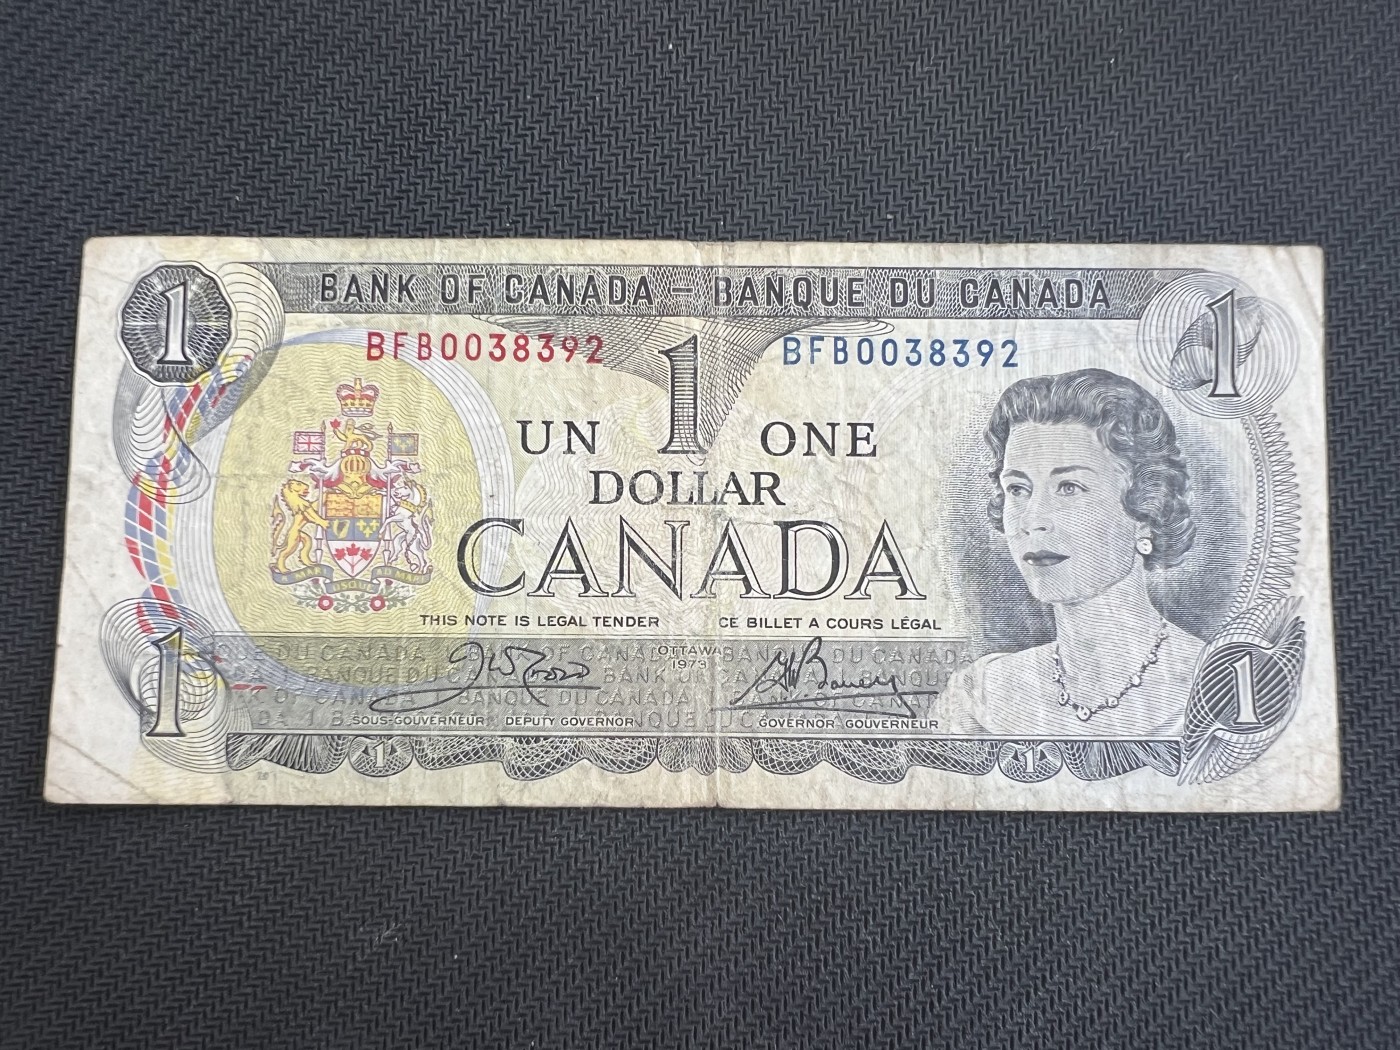 1 BANK OF CANADA – BANQUE DU CANADA 1
BFB0038392 BFB0038392
UN 1 ONE
DOLLAR
CANADA
THIS NOTE IS LEGAL TENDER CE BILLET A COURS LÉGAL
OTTAWA
1973
SOUS-GOUVERNEUR DEPUTY GOVERNOR GOVERNOR GOUVERNEUR
1 1
1 1